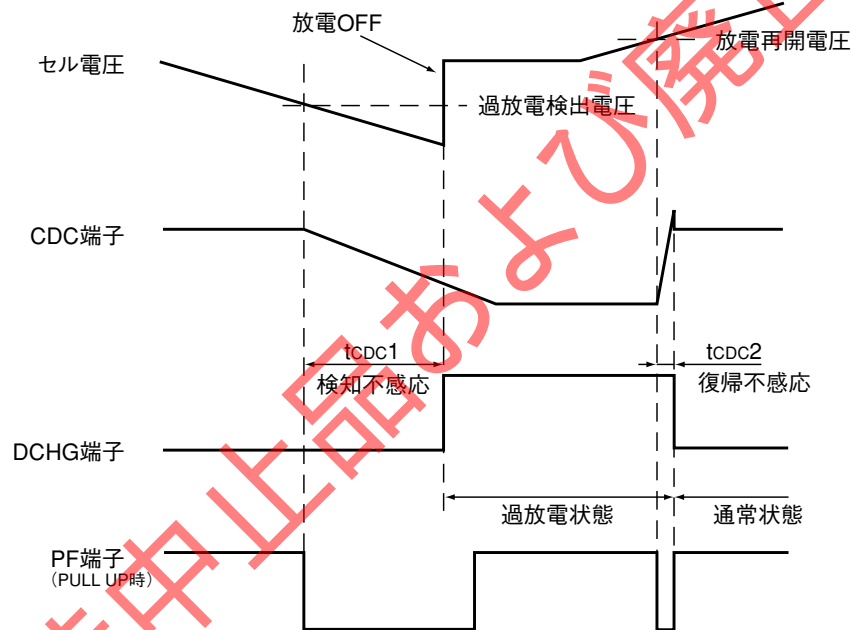 放電OFF
放電再開電圧
セル電圧
過放電検出電圧
CDC端子
tCDC1
tCDC2
検知不感応
復帰不感応
DCHG端子
過放電状態
通常状態
PF端子
（PULL UP時）
中止品および廃止